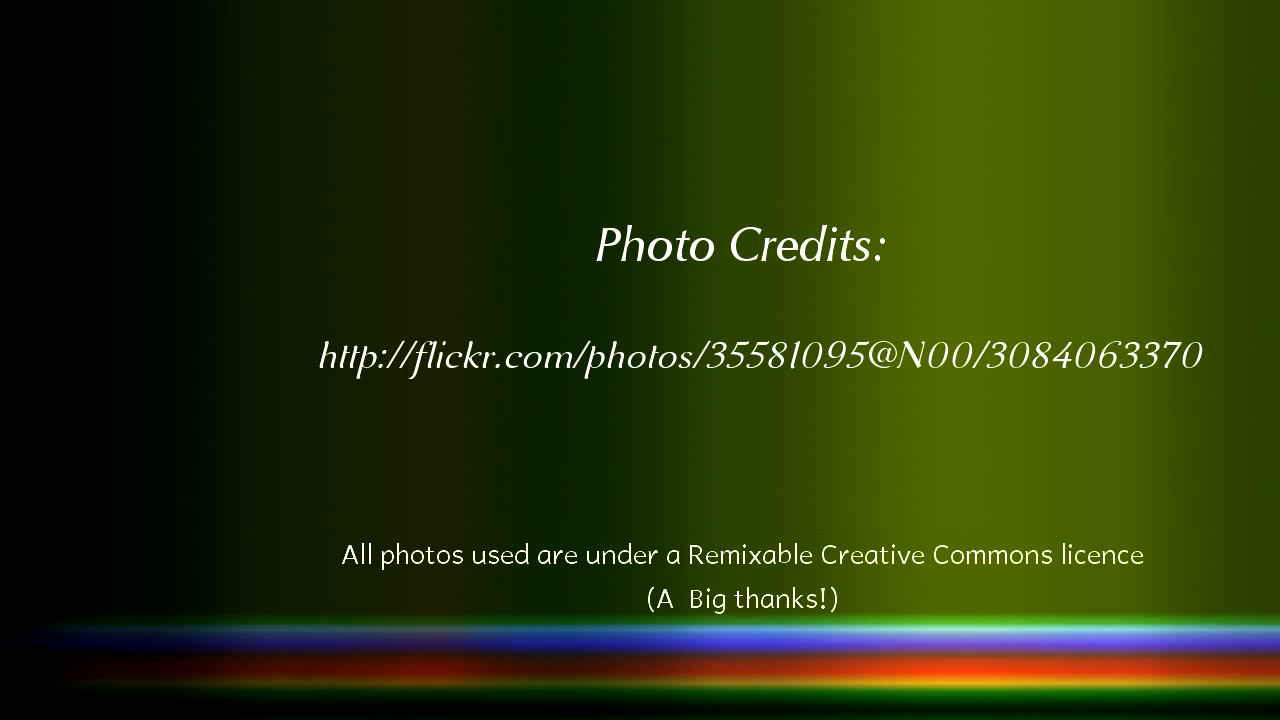 Photo Credits:
http://flickr.com/photos/35581095@N00/3084063370
All photos used are under a Remixable Creative Commons licence
(A  Big thanks!)